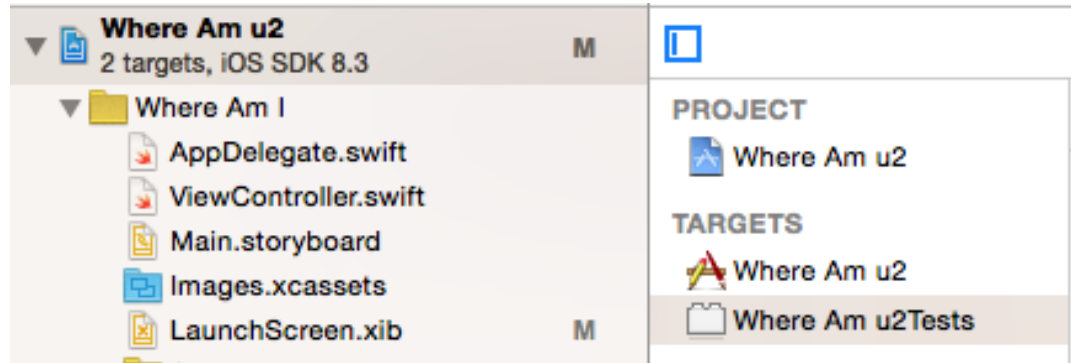 Where Am u2
2 targets, iOS SDK 8.3
M
Where Am I
AppDelegate.swift
ViewController.swift
Main.storyboard
Images.xcassets
LaunchScreen.xib
M
PROJECT
Where Am u2
TARGETS
Where Am u2
Where Am u2Tests